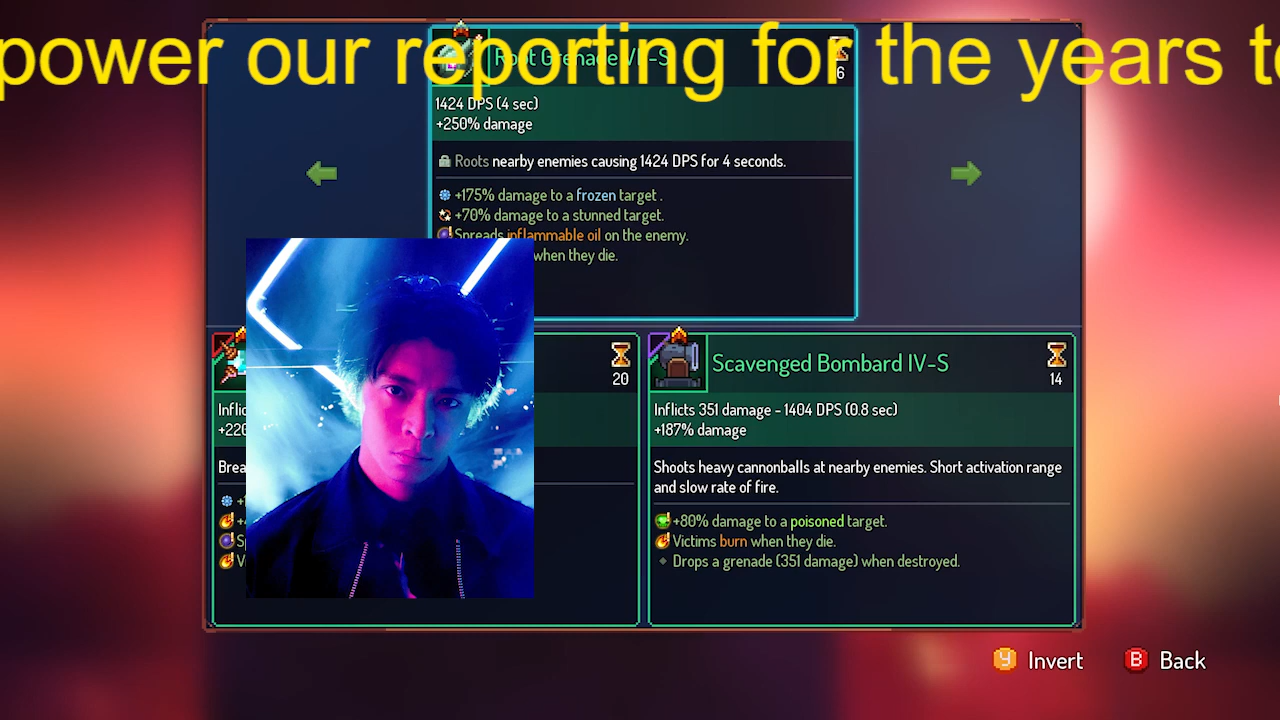 power our reporting for the years
Root Grenade VI-S
6
1424 DPS (4 sec)
+250% damage
Roots nearby enemies causing 1424 DPS for 4 seconds.
+175% damage to a frozen target .
+70% damage to a stunned target.
Spreads inflammable oil on the enemy.
when they die.
20
Scavenged Bombard IV-S
14
Inflicts 351 damage - 1404 DPS (0.8 sec)
+187% damage
Shoots heavy cannonballs at nearby enemies. Short activation range
and slow rate of fire.
+80% damage to a poisoned target.
Victims burn when they die.
Drops a grenade (351 damage) when destroyed.
Y Invert
B Back